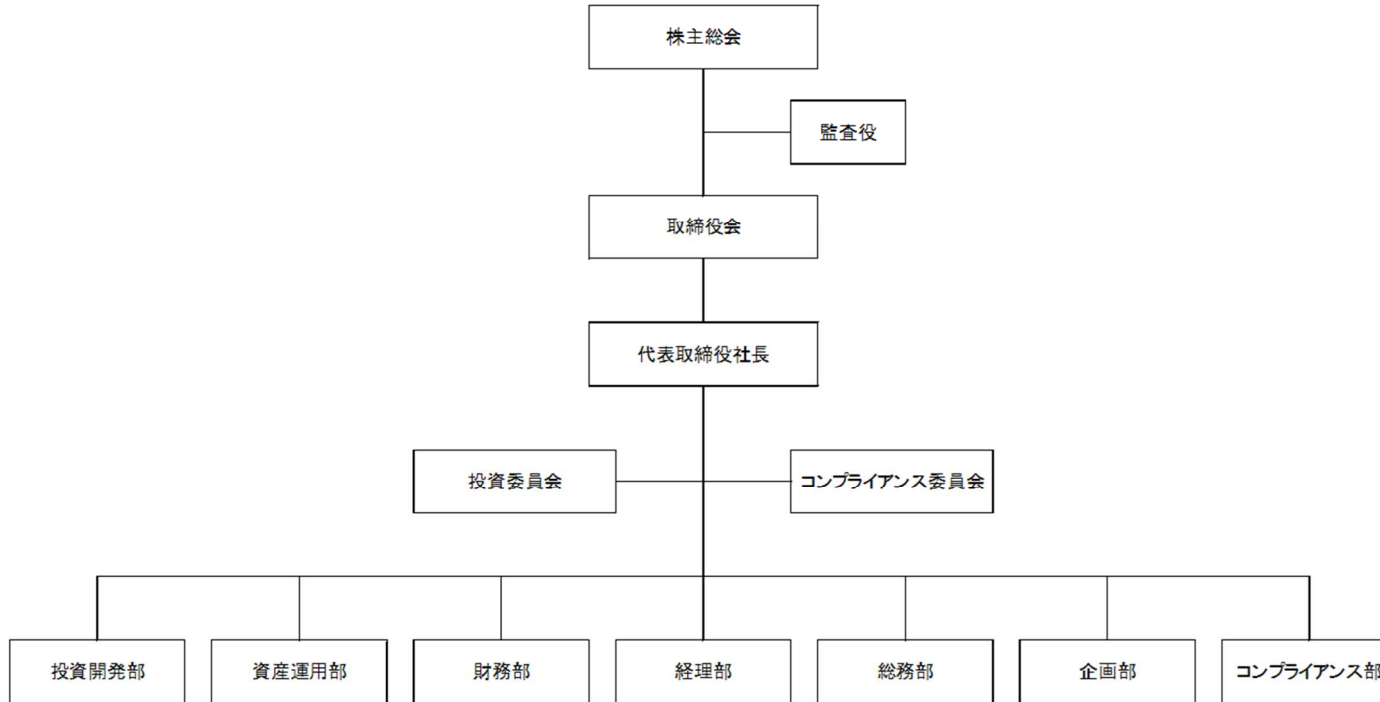 株主総会
監査役
取締役会
代表取締役社長
投資委員会
コンプライアンス委員会
投資開発部
資産運用部
財務部
経理部
総務部
企画部
コンプライアンス部